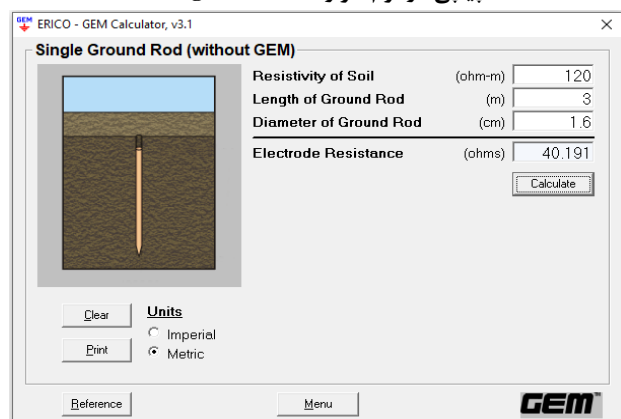 ERICO - GEM Calculator, v3.1
Single Ground Rod (without GEM)
Resistivity of Soil (ohm-m) 120
Length of Ground Rod (m) 3
Diameter of Ground Rod (cm) 1.6
Electrode Resistance (ohms) 40.191
Calculate
Clear
Units
Imperial
Print
Metric
Reference
Menu
GEM™